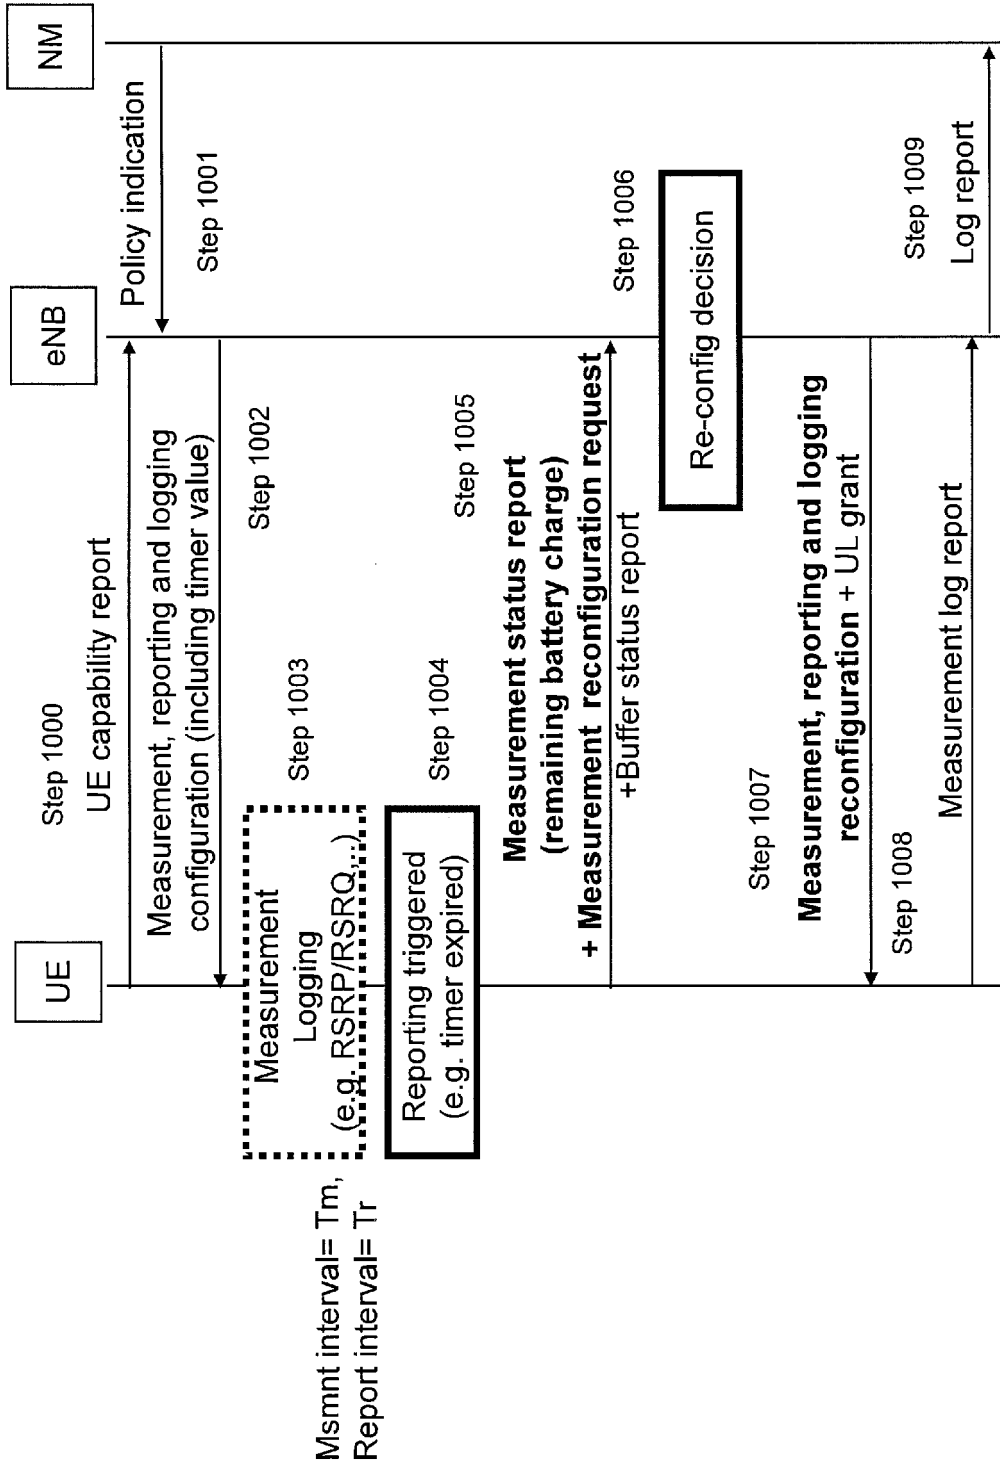 UE
eNB
NM
Step 1000
UE capability report
Policy indication
Step 1001
Measurement, reporting and logging
configuration (including timer value)
Step 1002
Measurement
Logging
(e.g. RSRP/RSRQ,..)
Step 1003
Msmnt interval= Tm,
Report interval= Tr
Reporting triggered
(e.g. timer expired)
Step 1004
Step 1005
Measurement status report
(remaining battery charge)
+ Measurement reconfiguration request
+Buffer status report
Step 1006
Re-config decision
Step 1007
Measurement, reporting and logging
reconfiguration + UL grant
Step 1008
Measurement log report
Step 1009
Log report